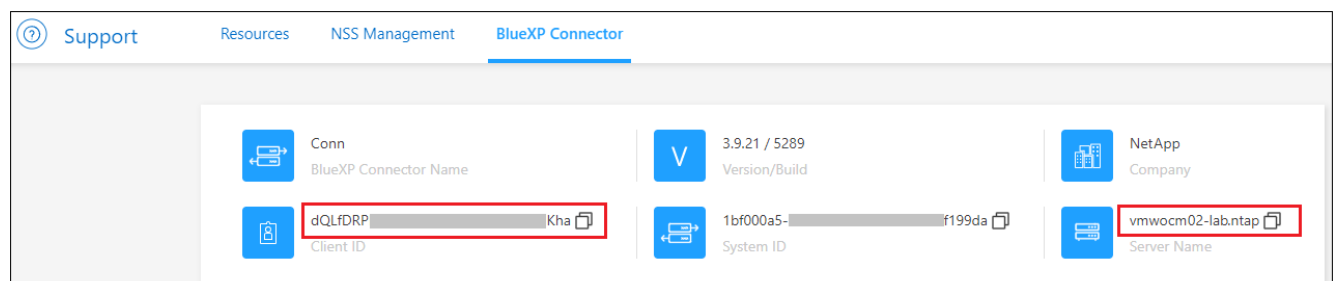 Support
Resources
NSS Management
BlueXP Connector
Conn
BlueXP Connector Name
V
3.9.21 / 5289
Version/Build
NetApp
Company
dQLfDRP Kha
Client ID
1bf000a5- f199da
System ID
vmwocm02-lab.ntap
Server Name